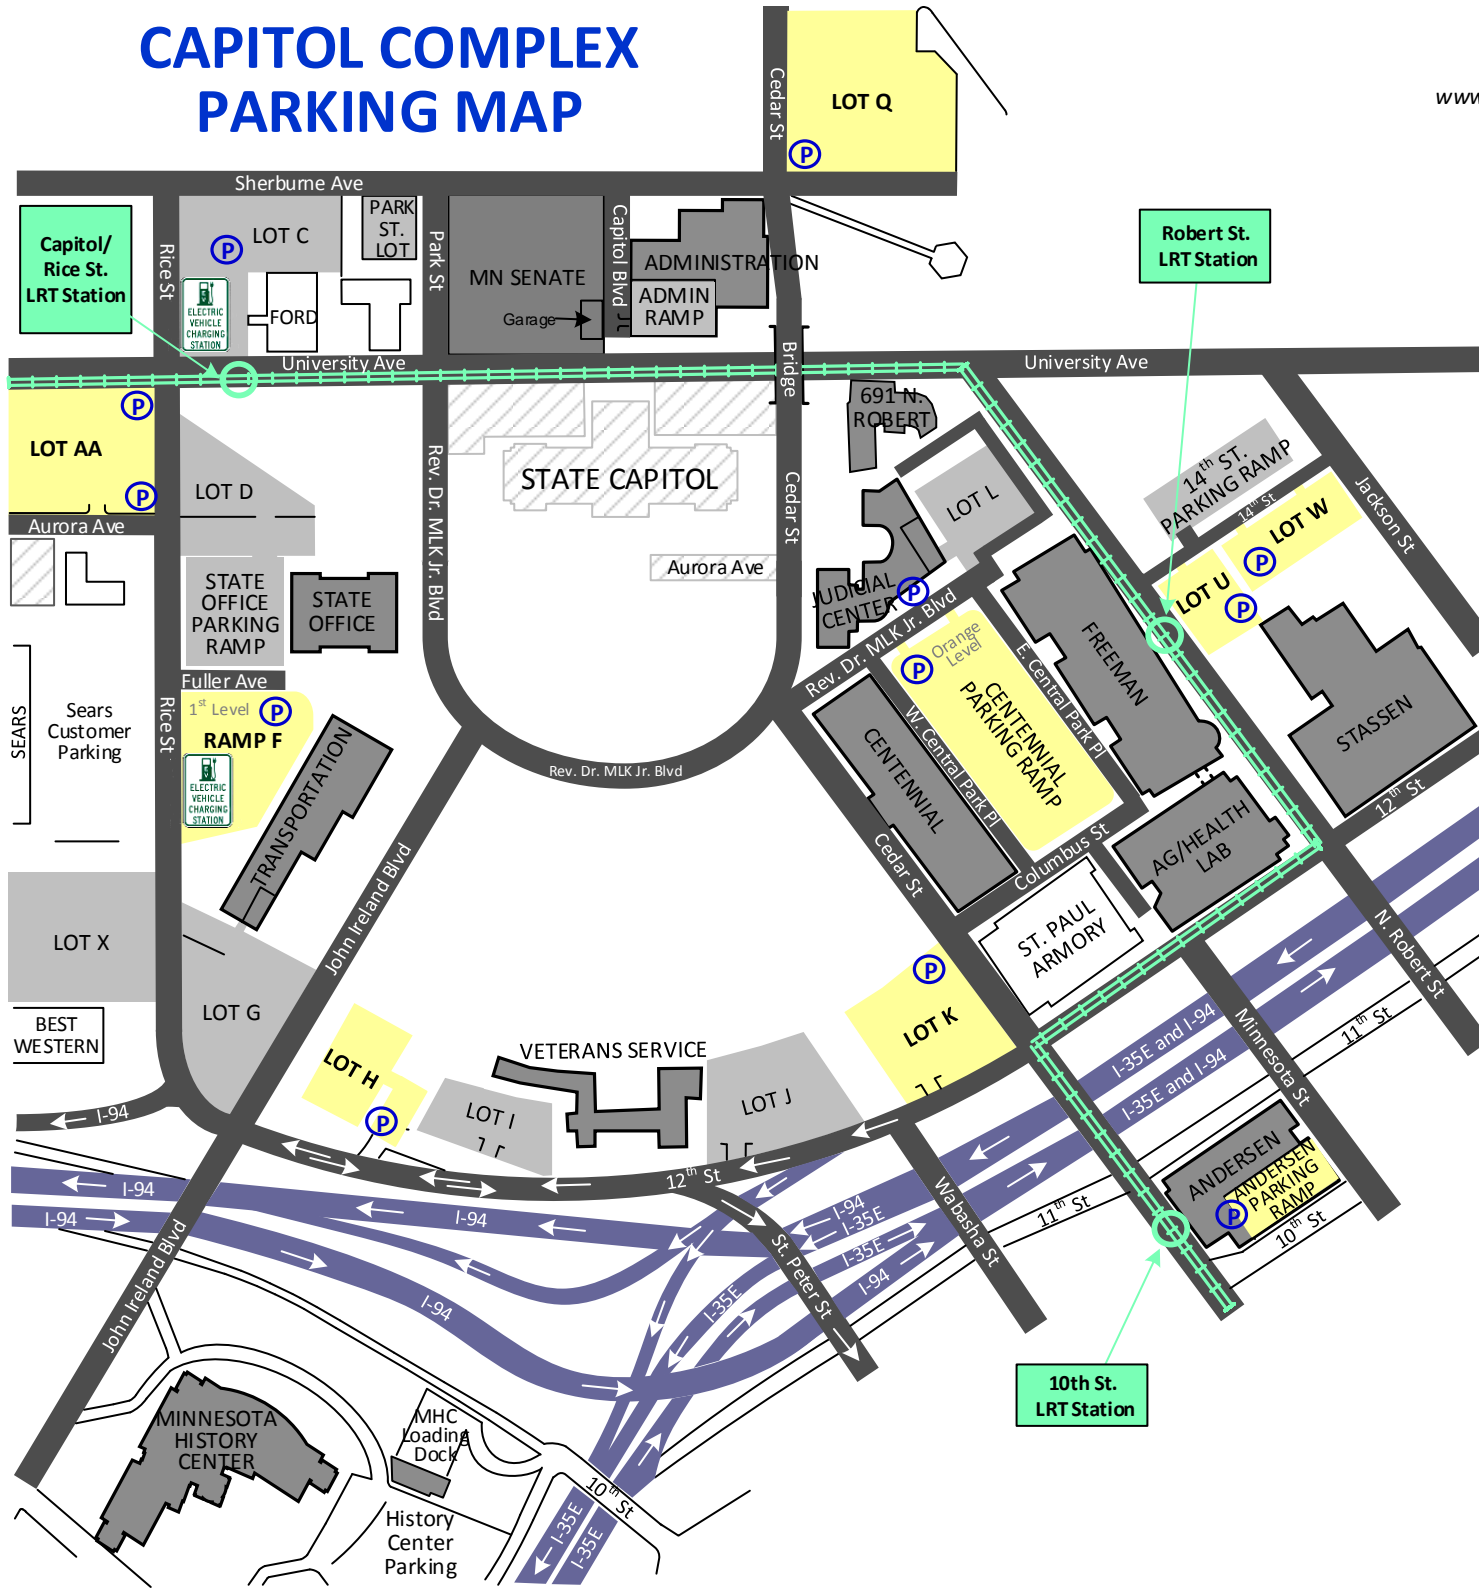 CAPITOL COMPLEX
PARKING MAP
www
Cedar St
LOT Q
P
Sherburne Ave
Capitol/
Rice St.
LRT Station
Rice St
LOT C
P
ELECTRIC
VEHICLE
CHARGING
STATION
FORD
PARK
ST.
LOT
Park St
MN SENATE
Garage
Capitol Blvd
ADMINISTRATION
ADMIN
RAMP
Robert St.
LRT Station
University Ave
Bridge
University Ave
P
LOT AA
P
Aurora Ave
LOT D
Rev. Dr. MLK Jr. Blvd
STATE CAPITOL
Aurora Ave
Cedar St
691 N.
ROBERT
LOT L
14th ST.
PARKING RAMP
14th St
Jackson St
LOT W
P
LOT U
P
STATE
OFFICE
PARKING
RAMP
STATE
OFFICE
JUDICIAL
CENTER
P
Rev. Dr. MLK Jr. Blvd
Orange
Level
P
CENTENNIAL
PARKING RAMP
E. Central Park Pl
W. Central Park Pl
FREEMAN
STASSEN
Fuller Ave
1st Level
P
RAMP F
ELECTRIC
VEHICLE
CHARGING
STATION
Rice St
SEARS
Sears
Customer
Parking
TRANSPORTATION
Rev. Dr. MLK Jr. Blvd
John Ireland Blvd
CENTENNIAL
Cedar St
Columbus St
AG/HEALTH
LAB
12th St
ST. PAUL
ARMORY
N. Robert St
LOT X
LOT G
BEST
WESTERN
P
LOT K
LOT H
P
LOT I
VETERANS SERVICE
LOT J
I-35E and I-94
I-35E and I-94
Minnesota St
11th St
I-94
12th St
I-94
I-94
I-94
I-94
I-35E
I-35E
I-94
I-35E
I-94
St. Peter St
Wabasha St
11th St
ANDERSEN
ANDERSEN
PARKING
RAMP
P
10th St
John Ireland Blvd
John Ireland Blvd
10th St.
LRT Station
MINNESOTA
HISTORY
CENTER
MHC
Loading
Dock
History
Center
Parking
10th St
I-35E
I-35E